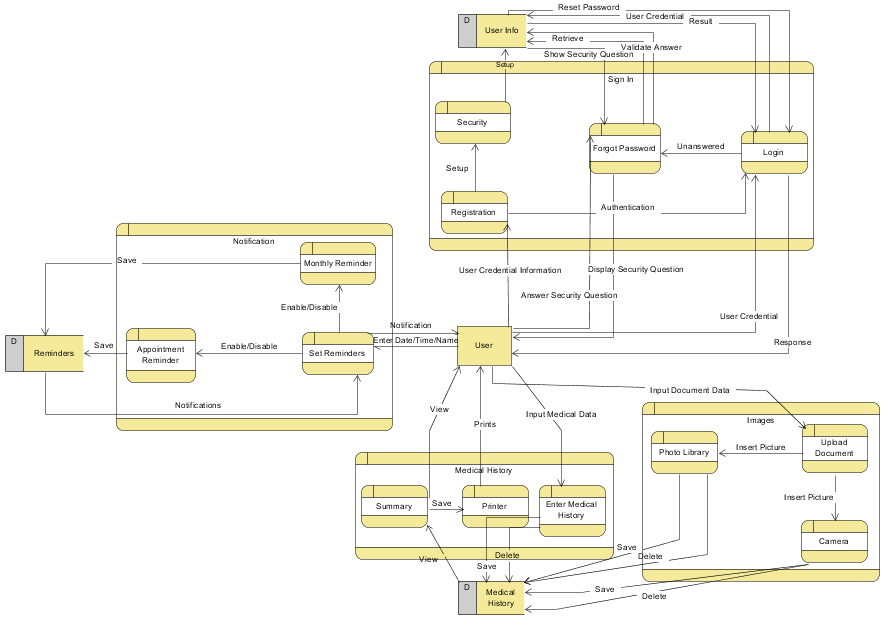 Reset Password
D
User Info
User Credential
Result
Retrieve
Validate Answer
Show Security Question
Setup
Sign In
Security
Forgot Password
Unanswered
Login
Setup
Registration
Authentication
Notification
Save
Monthly Reminder
User Credential Information
Display Security Question
Answer Security Question
Enable/Disable
User Credential
Notification
D
Reminders
Save
Appointment
Reminder
Enable/Disable
Set Reminders
Enter Date/Time/Name
User
Response
Notifications
View
Prints
Input Medical Data
Input Document Data
Images
Photo Library
Insert Picture
Upload
Document
Medical History
Summary
Save
Printer
Enter Medical
History
Insert Picture
Camera
View
Delete
Save
Save
Delete
D
Medical
History
Save
Delete